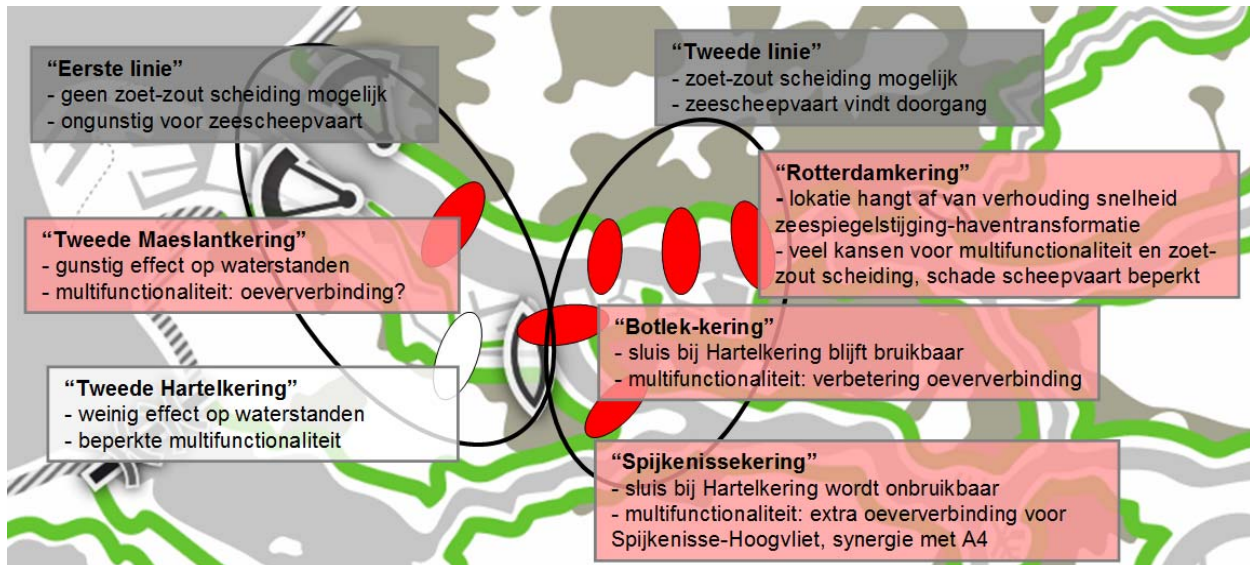 “Eerste linie”
- geen zoet-zout scheiding mogelijk
- ongunstig voor zeescheepvaart
“Tweede linie”
- zoet-zout scheiding mogelijk
- zeescheepvaart vindt doorgang
“Rotterdamkering”
- lokatie hangt af van verhouding snelheid
zeespiegelstijging-haventransformatie
- veel kansen voor multifunctionaliteit en zoet-
zout scheiding, schade scheepvaart beperkt
“Tweede Maeslantkering”
- gunstig effect op waterstanden
- multifunctionaliteit: oeververbinding?
“Botlek-kering”
- sluis bij Hartelkering blijft bruikbaar
- multifunctionaliteit: verbetering oeververbinding
“Tweede Hartelkering”
- weinig effect op waterstanden
- beperkte multifunctionaliteit
“Spijkenissekering”
- sluis bij Hartelkering wordt onbruikbaar
- multifunctionaliteit: extra oeververbinding voor
Spijkenisse-Hoogvliet, synergie met A4